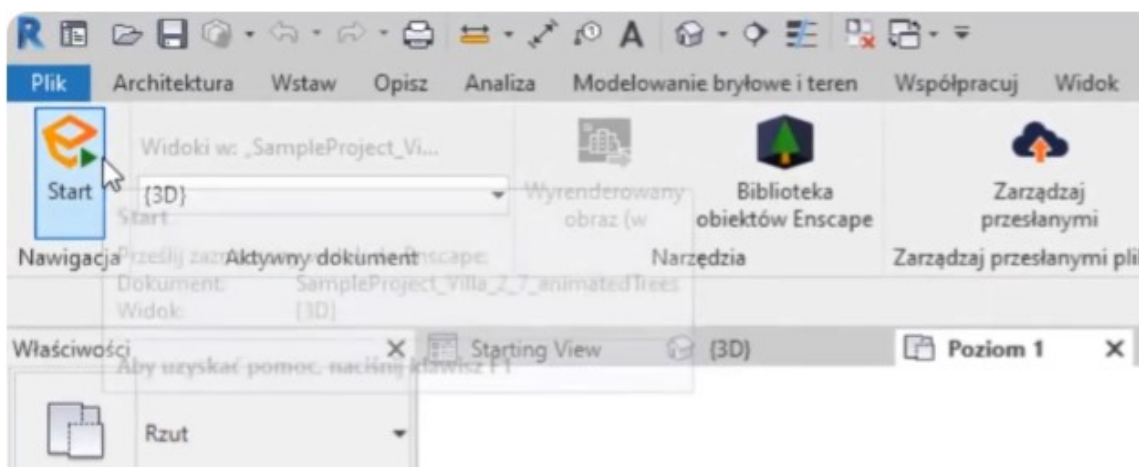 Plik Architektura Wstaw Opisz Analiza Modelowanie bryłowe i teren Współpracuj Widok
Widoki w: „SampleProject_Vi...
Start {3D} Wyrenderowany obraz (w Biblioteka obiektów Enscape Zarządzaj przesłanymi
Nawigacja Aktywny dokument Narzędzia Zarządzaj przesłanymi pli
Start
Prześlij Enscape:
Dokument: SampleProject_Villa_2_7_animatedTrees
Widok: {3D}
Aby uzyskać pomoc, naciśnij klawisz F1
Właściwości Starting View {3D} Poziom 1
Rzut